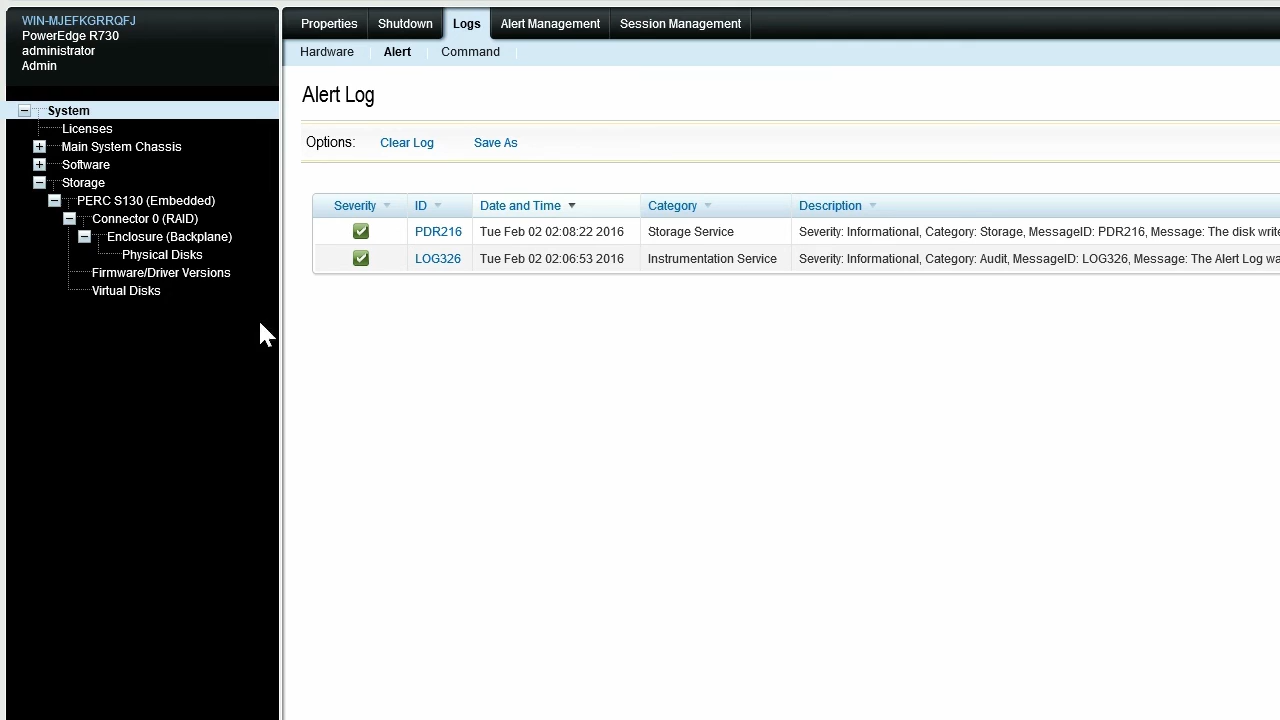 WIN-MJEFKGRRQFJ
PowerEdge R730
administrator
Admin
System
Licenses
Main System Chassis
Software
Storage
PERC S130 (Embedded)
Connector 0 (RAID)
Enclosure (Backplane)
Physical Disks
Firmware/Driver Versions
Virtual Disks
Properties Shutdown Logs Alert Management Session Management
Hardware Alert Command
Alert Log
Options: Clear Log Save As
Severity ID Date and Time Category Description
PDR216 Tue Feb 02 02:08:22 2016 Storage Service Severity: Informational, Category: Storage, MessageID: PDR216, Message: The disk write
LOG326 Tue Feb 02 02:06:53 2016 Instrumentation Service Severity: Informational, Category: Audit, MessageID: LOG326, Message: The Alert Log wa